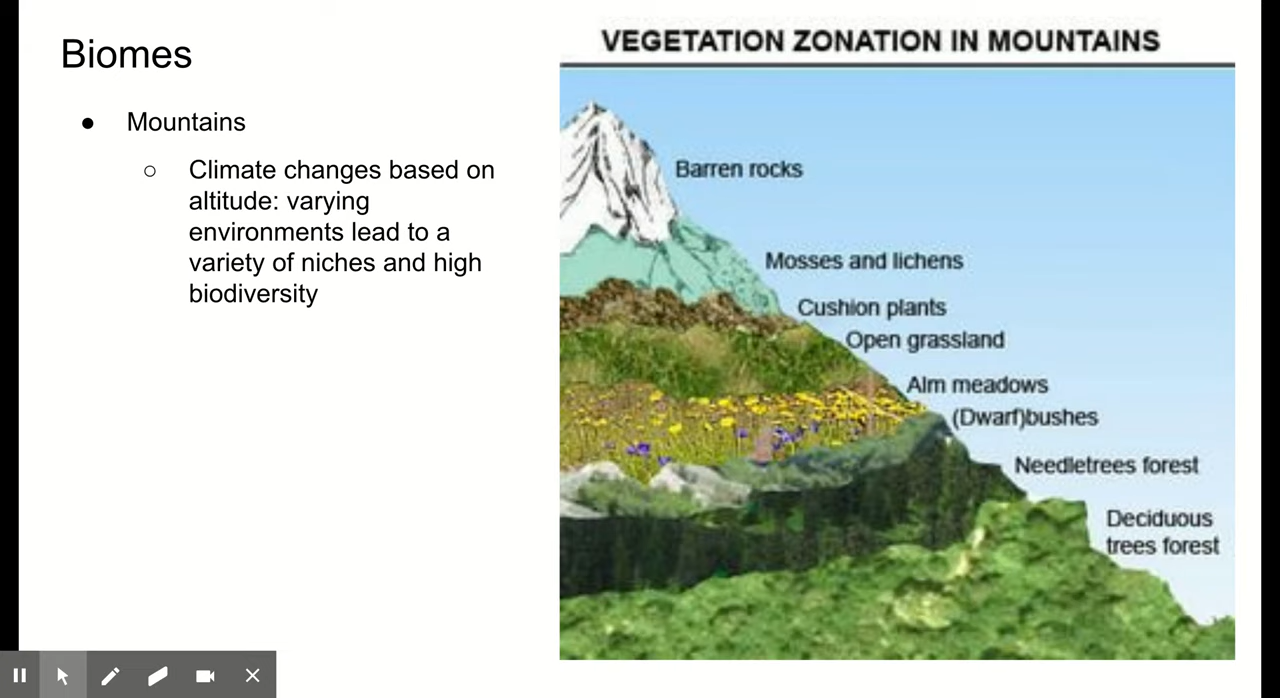 Biomes
● Mountains
○ Climate changes based on
altitude: varying
environments lead to a
variety of niches and high
biodiversity
VEGETATION ZONATION IN MOUNTAINS
Barren rocks
Mosses and lichens
Cushion plants
Open grassland
Alm meadows
(Dwarf)bushes
Needletrees forest
Deciduous
trees forest